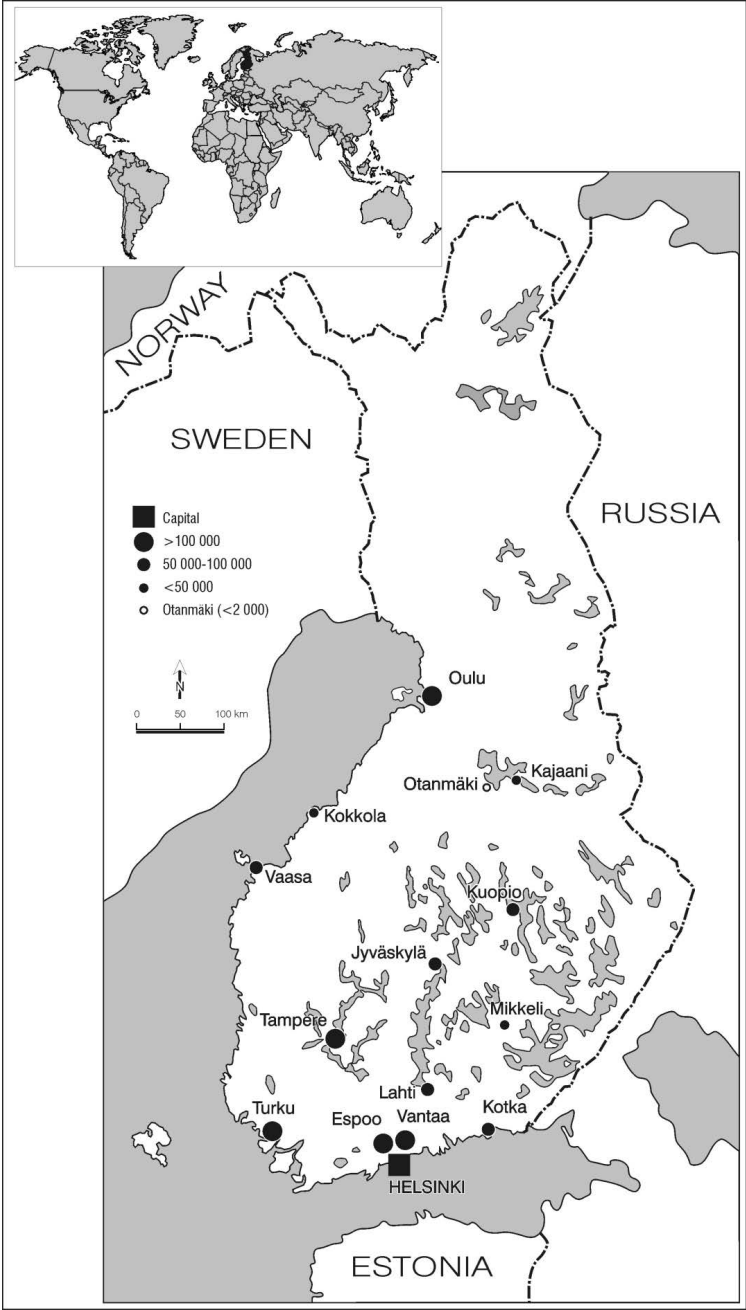 NORWAY
SWEDEN
RUSSIA
Capital
>100 000
50 000-100 000
<50 000
Otanmäki (<2 000)
N
0 50 100 km
Oulu
Otanmäki
Kajaani
Kokkola
Vaasa
Kuopio
Jyväskylä
Mikkeli
Tampere
Lahti
Turku
Espoo
Vantaa
Kotka
HELSINKI
ESTONIA